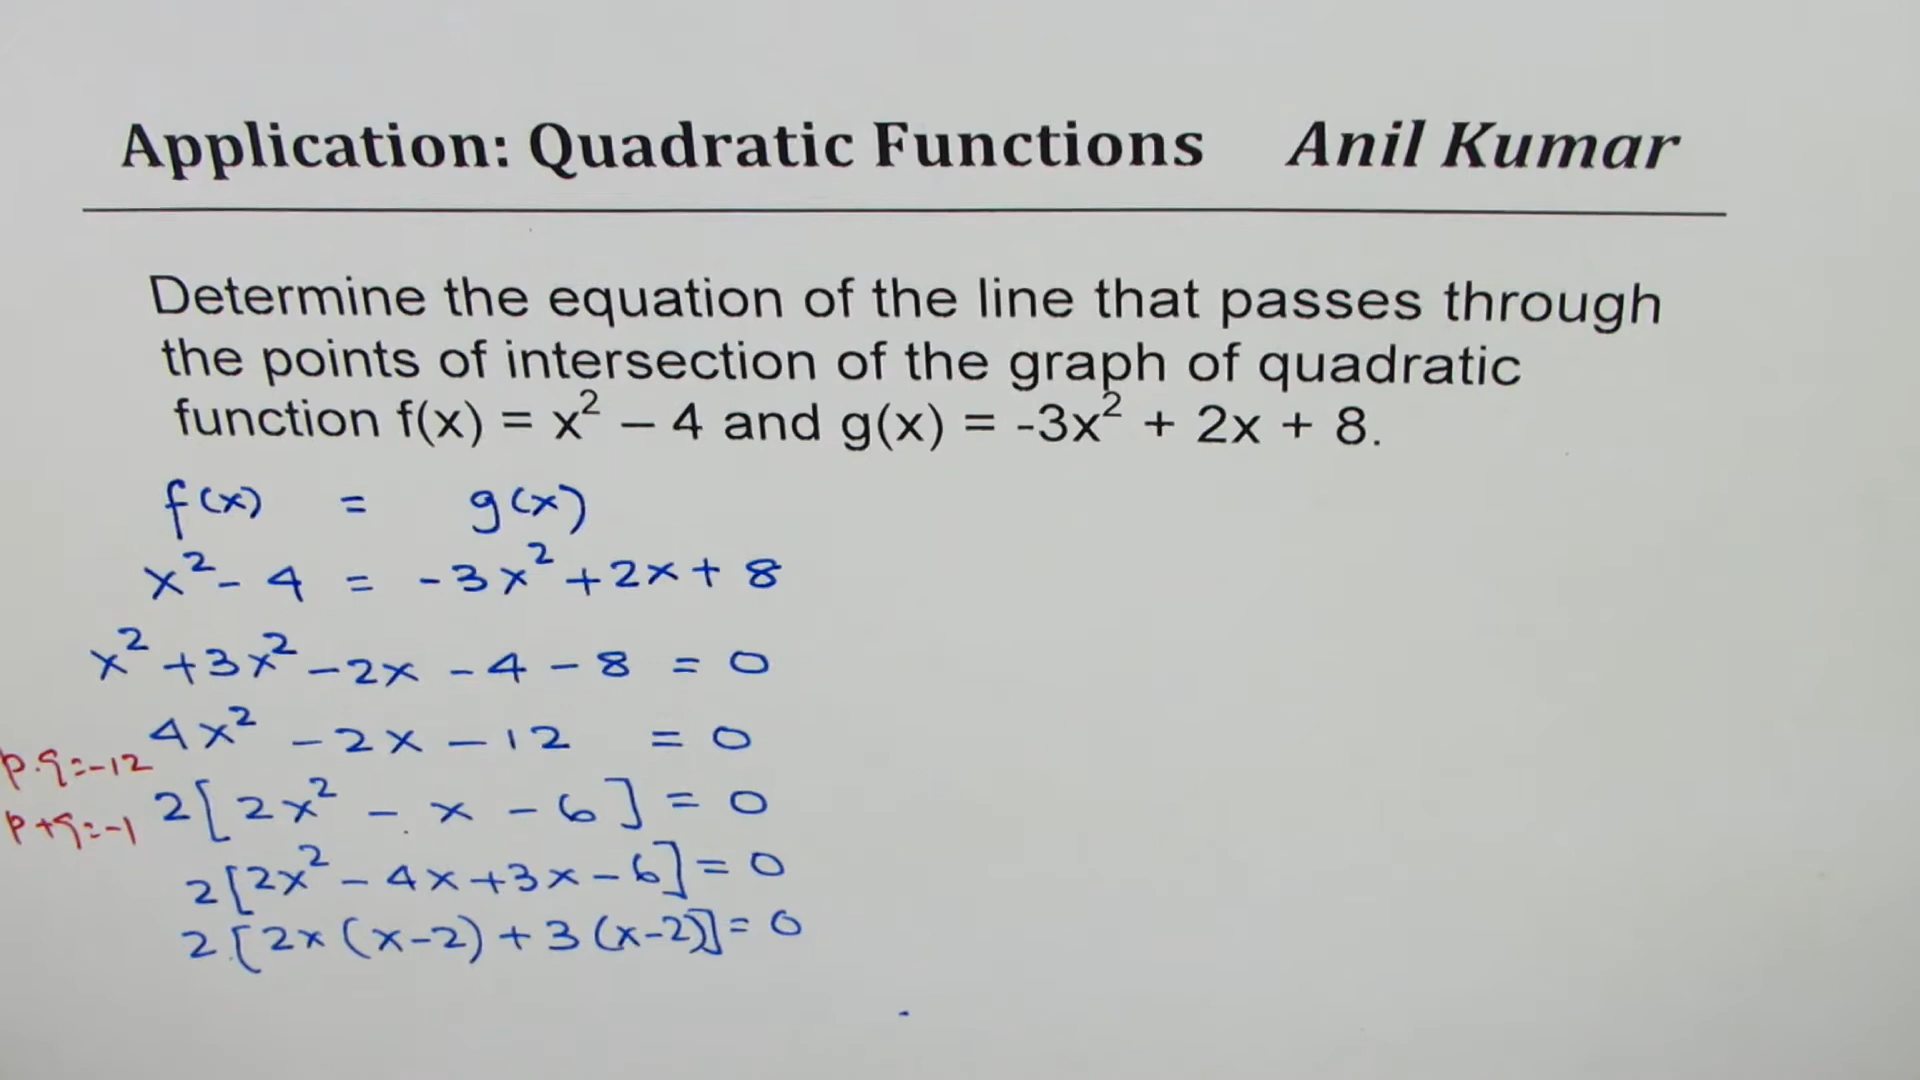 Application: Quadratic Functions Anil Kumar
Determine the equation of the line that passes through
the points of intersection of the graph of quadratic
function f(x) = x² – 4 and g(x) = -3x² + 2x + 8.
f(x) = g(x)
x² - 4 = -3x² + 2x + 8
x² + 3x² - 2x - 4 - 8 = 0
4x² - 2x - 12 = 0
p.q=-12
2[2x² - x - 6] = 0
p+q=-1
2[2x² - 4x + 3x - 6] = 0
2[2x(x-2) + 3(x-2)] = 0